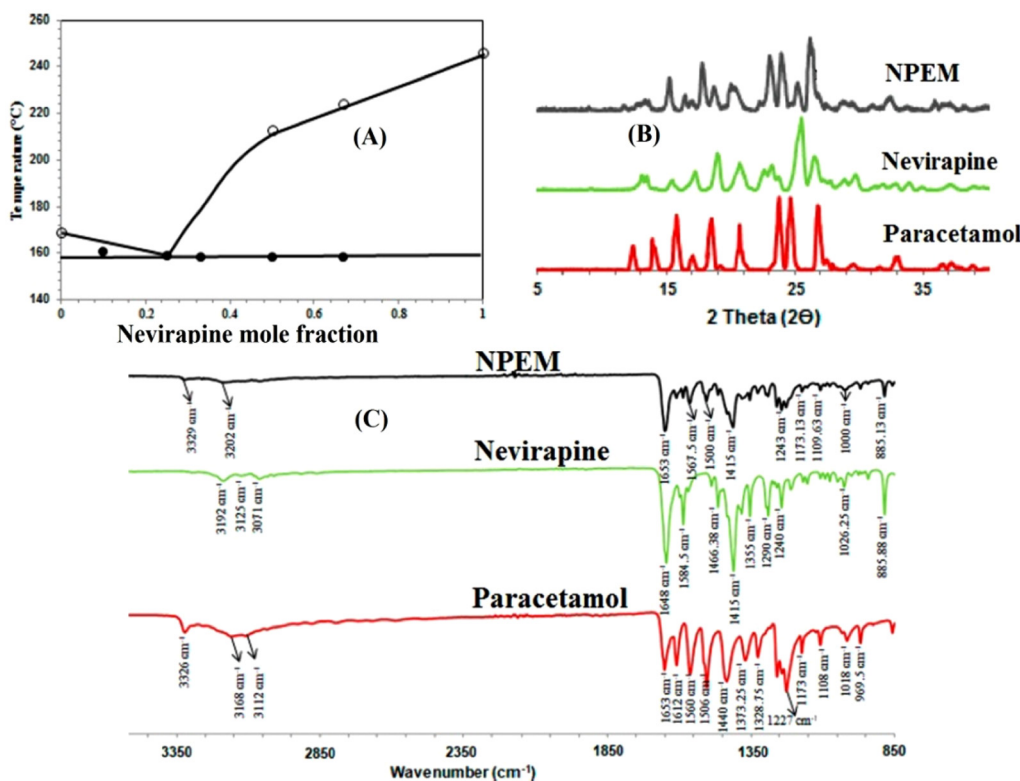 260
240
220
200
180
160
140
Temperature (°C)
(A)
0
0.2
0.4
0.6
0.8
1
Nevirapine mole fraction
NPEM
(B)
Nevirapine
Paracetamol
5
15
25
35
2 Theta (2Θ)
NPEM
(C)
3329 cm⁻¹
3202 cm⁻¹
1653 cm⁻¹
1567.5 cm⁻¹
1500 cm⁻¹
1415 cm⁻¹
1243 cm⁻¹
1173.13 cm⁻¹
1109.63 cm⁻¹
1000 cm⁻¹
885.13 cm⁻¹
Nevirapine
3192 cm⁻¹
3125 cm⁻¹
3071 cm⁻¹
1648 cm⁻¹
1584.5 cm⁻¹
1466.38 cm⁻¹
1415 cm⁻¹
1355 cm⁻¹
1290 cm⁻¹
1240 cm⁻¹
1026.25 cm⁻¹
885.88 cm⁻¹
Paracetamol
3326 cm⁻¹
3168 cm⁻¹
3112 cm⁻¹
1653 cm⁻¹
1612 cm⁻¹
1560 cm⁻¹
1506 cm⁻¹
1440 cm⁻¹
1373.25 cm⁻¹
1328.75 cm⁻¹
1227 cm⁻¹
1173 cm⁻¹
1108 cm⁻¹
1018 cm⁻¹
969.5 cm⁻¹
3350
2850
2350
1850
1350
850
Wavenumber (cm⁻¹)